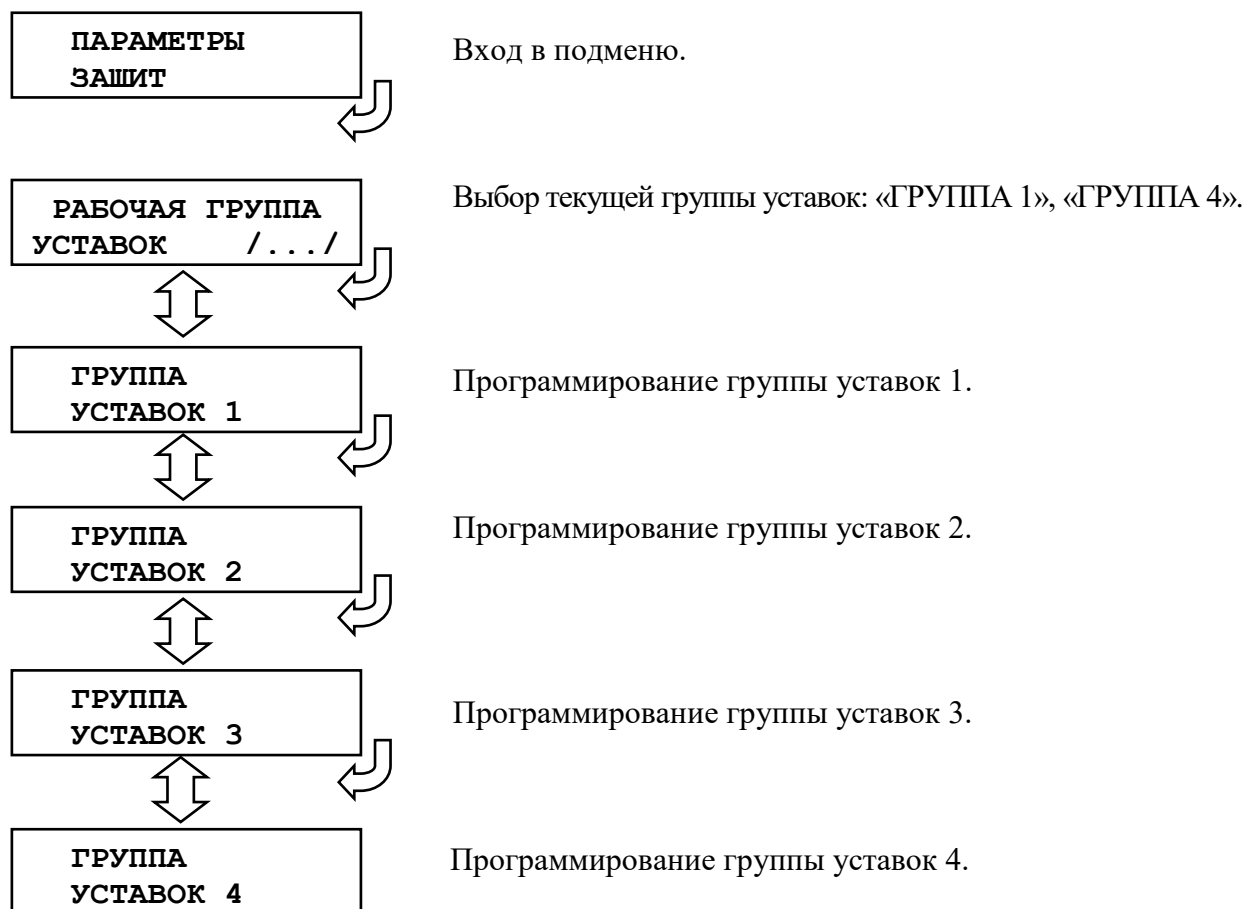 ПАРАМЕТРЫ
ЗАШИТ
Вход в подменю.
РАБОЧАЯ ГРУППА
УСТАВОК /.../
Выбор текущей группы уставок: «ГРУППА 1», «ГРУППА 4».
ГРУППА
УСТАВОК 1
Программирование группы уставок 1.
ГРУППА
УСТАВОК 2
Программирование группы уставок 2.
ГРУППА
УСТАВОК 3
Программирование группы уставок 3.
ГРУППА
УСТАВОК 4
Программирование группы уставок 4.